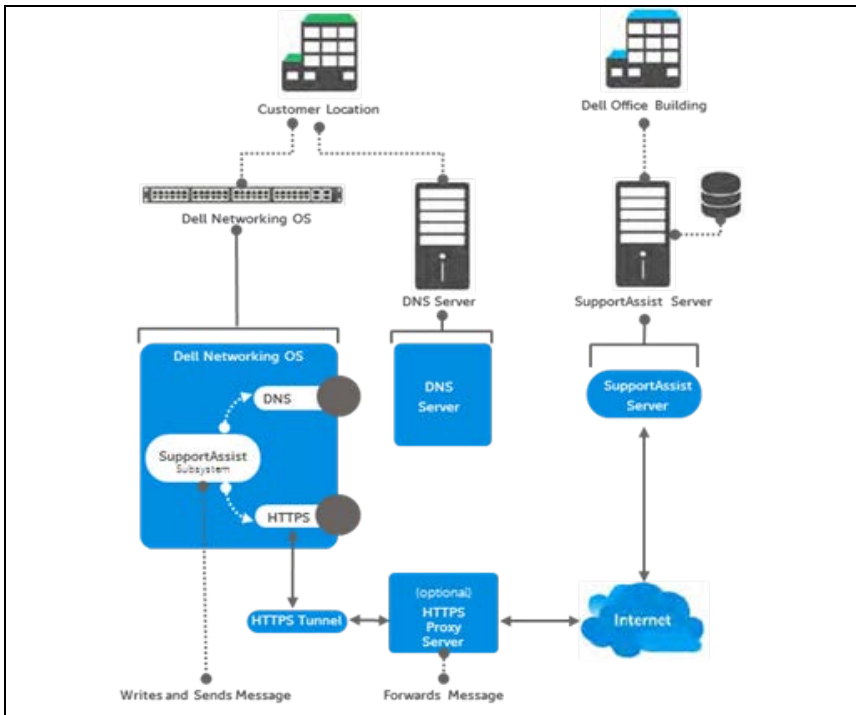 Customer Location
Dell Office Building
Dell Networking OS
DNS Server
SupportAssist Server
Dell Networking OS
DNS
SupportAssist
Subsystem
HTTPS
DNS
Server
SupportAssist
Server
HTTPS Tunnel
(optional)
HTTPS
Proxy
Server
Internet
Writes and Sends Message
Forwards Message